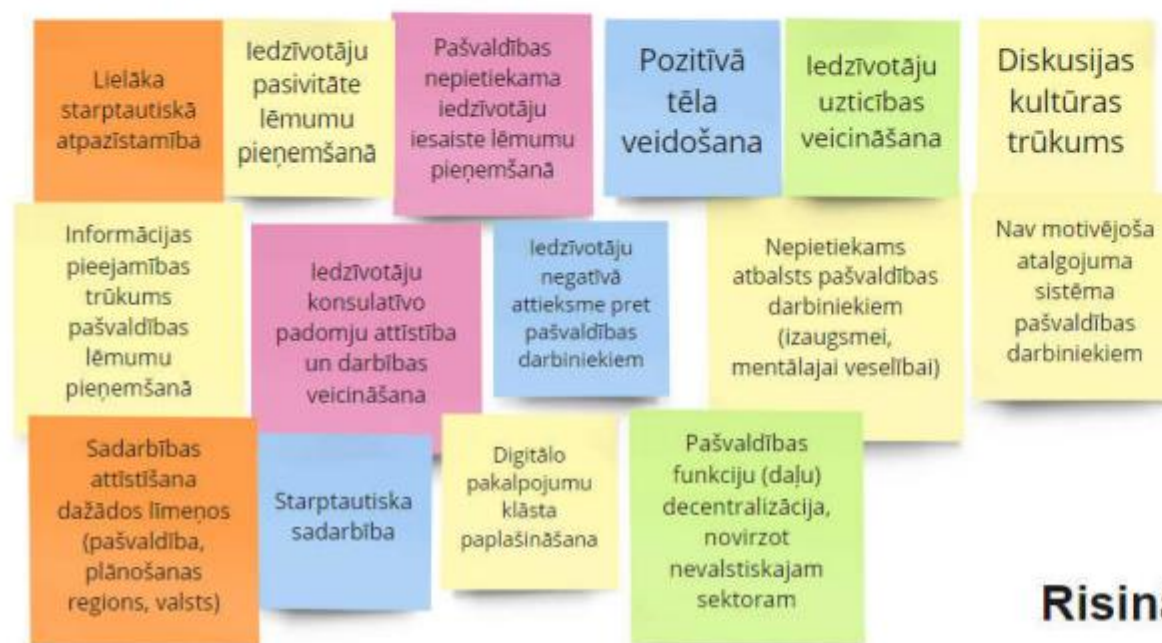 Lielāka
starptautiskā
atpazīstamība
Iedzīvotāju
pasivitāte
lēmumu
pieņemšanā
Pašvaldības
nepietiekama
iedzīvotāju
iesaiste lēmumu
pieņemšanā
Pozitīvā
tēla
veidošana
Iedzīvotāju
uzticības
veicināšana
Diskusijas
kultūras
trūkums
Informācijas
pieejamības
trūkums
pašvaldības
lēmumu
pieņemšanā
Iedzīvotāju
konsulatīvo
padomju attīstība
un darbības
veicināšana
Iedzīvotāju
negatīvā
attieksme pret
pašvaldības
darbiniekiem
Nepietiekams
atbalsts pašvaldības
darbiniekiem
(izaugsmei,
mentālajai veselībai)
Nav motivējoša
atalgojuma
sistēma
pašvaldības
darbiniekiem
Sadarbības
attīstīšana
dažādos līmeņos
(pašvaldība,
plānošanas
regions, valsts)
Starptautiska
sadarbība
Digitālo
pakalpojumu
klāsta
paplašināšana
Pašvaldības
funkciju (daļu)
decentralizācija,
novirzot
nevalstiskajam
sektoram